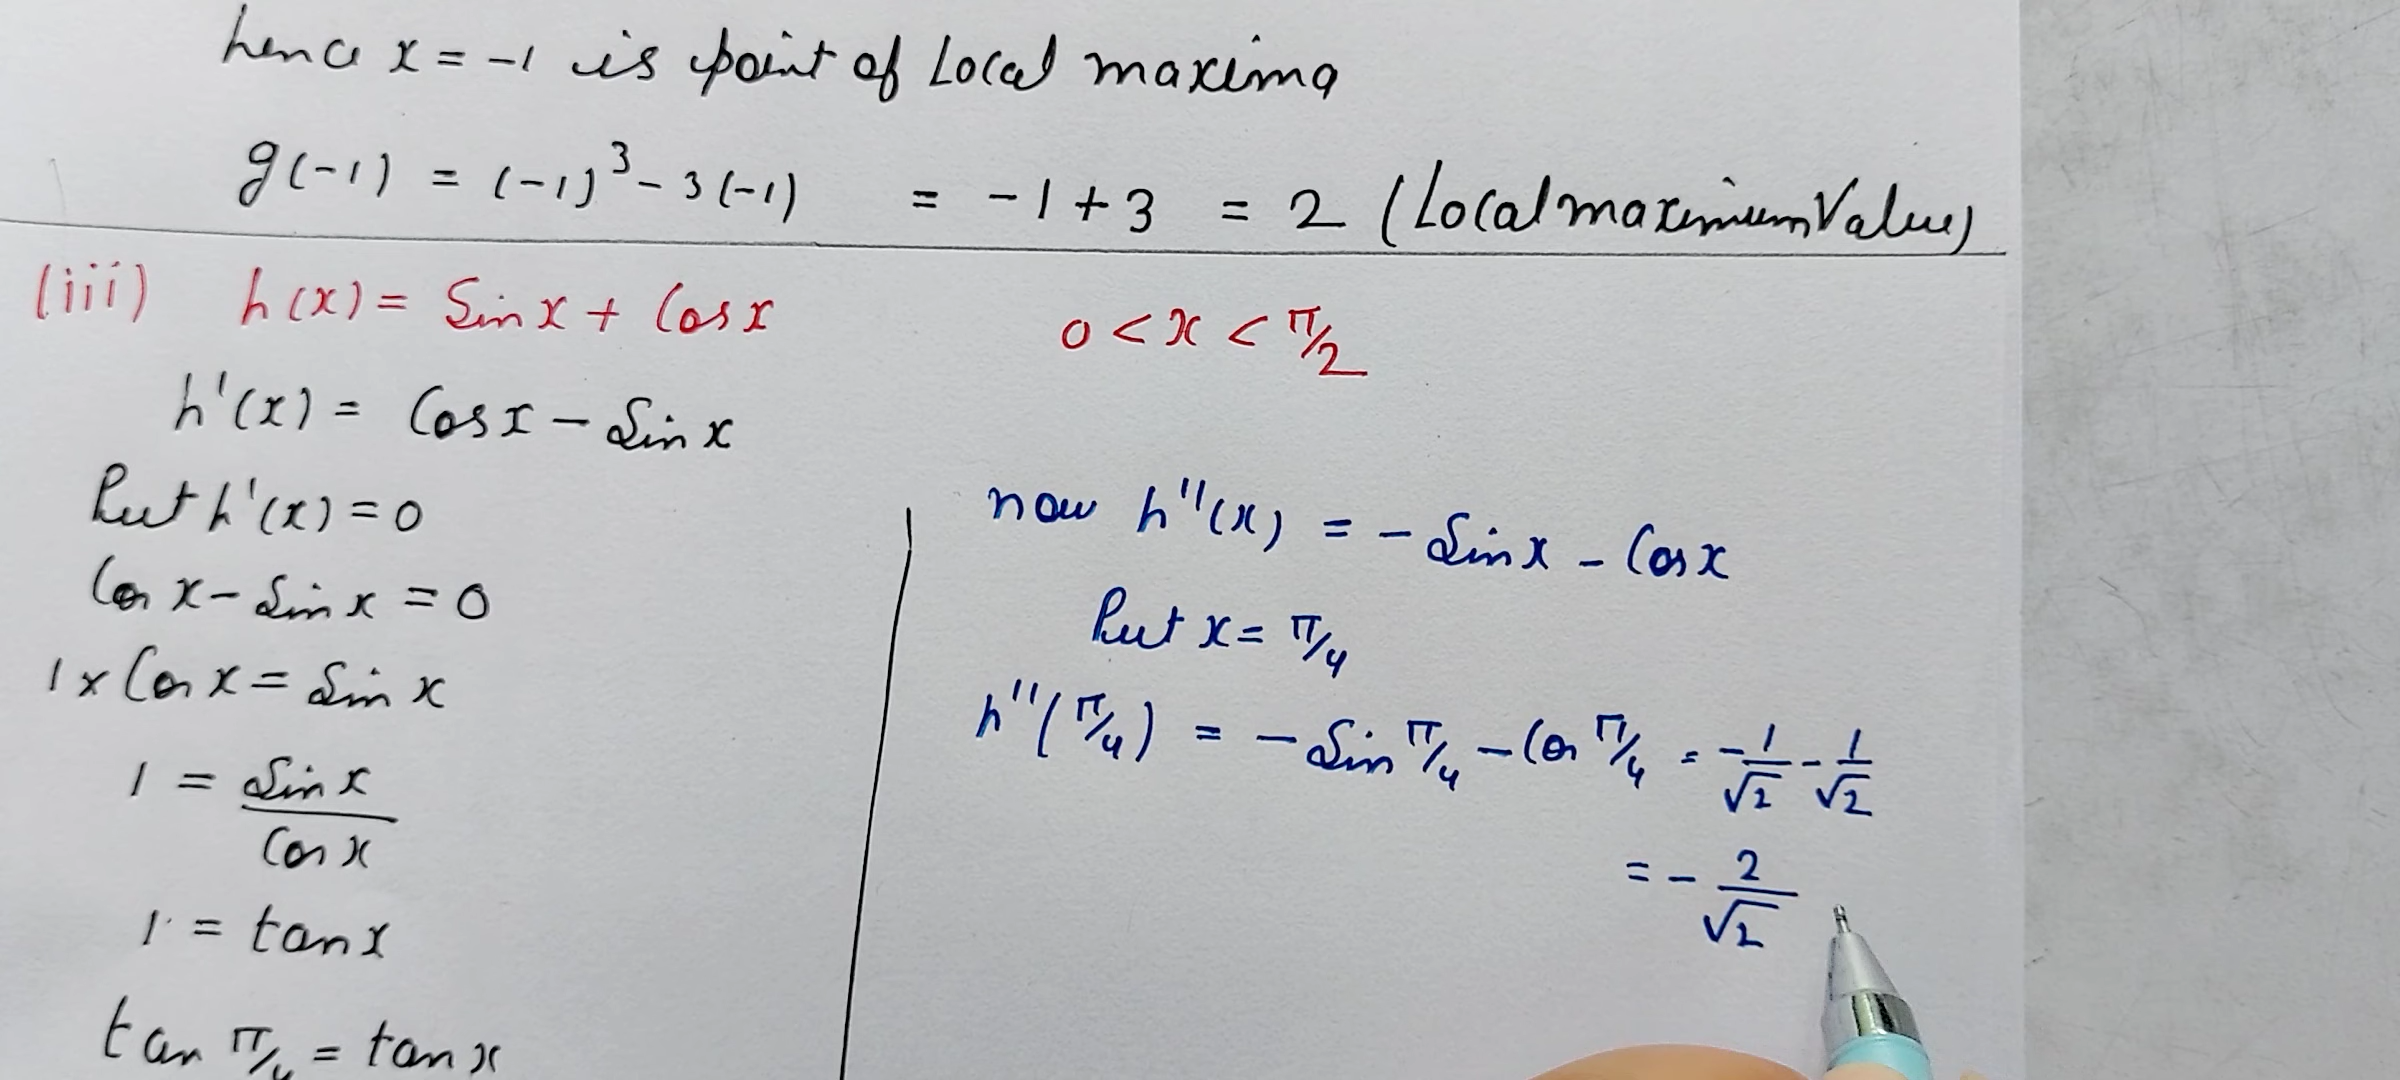 hence x = -1 is point of Local maxima
g(-1) = (-1)³ - 3(-1) = -1 + 3 = 2 (Local maximum Value)
(iii) h(x) = Sin x + Cos x 0 < x < π/2
h'(x) = Cos x - Sin x
Put h'(x) = 0
Cos x - Sin x = 0
1 x Cos x = Sin x
1 = Sin x / Cos x
1 = tan x
tan π/4 = tan x
now h''(x) = - Sin x - Cos x
Put x = π/4
h''(π/4) = - Sin π/4 - Cos π/4 = -1/√2 - 1/√2
= - 2/√2